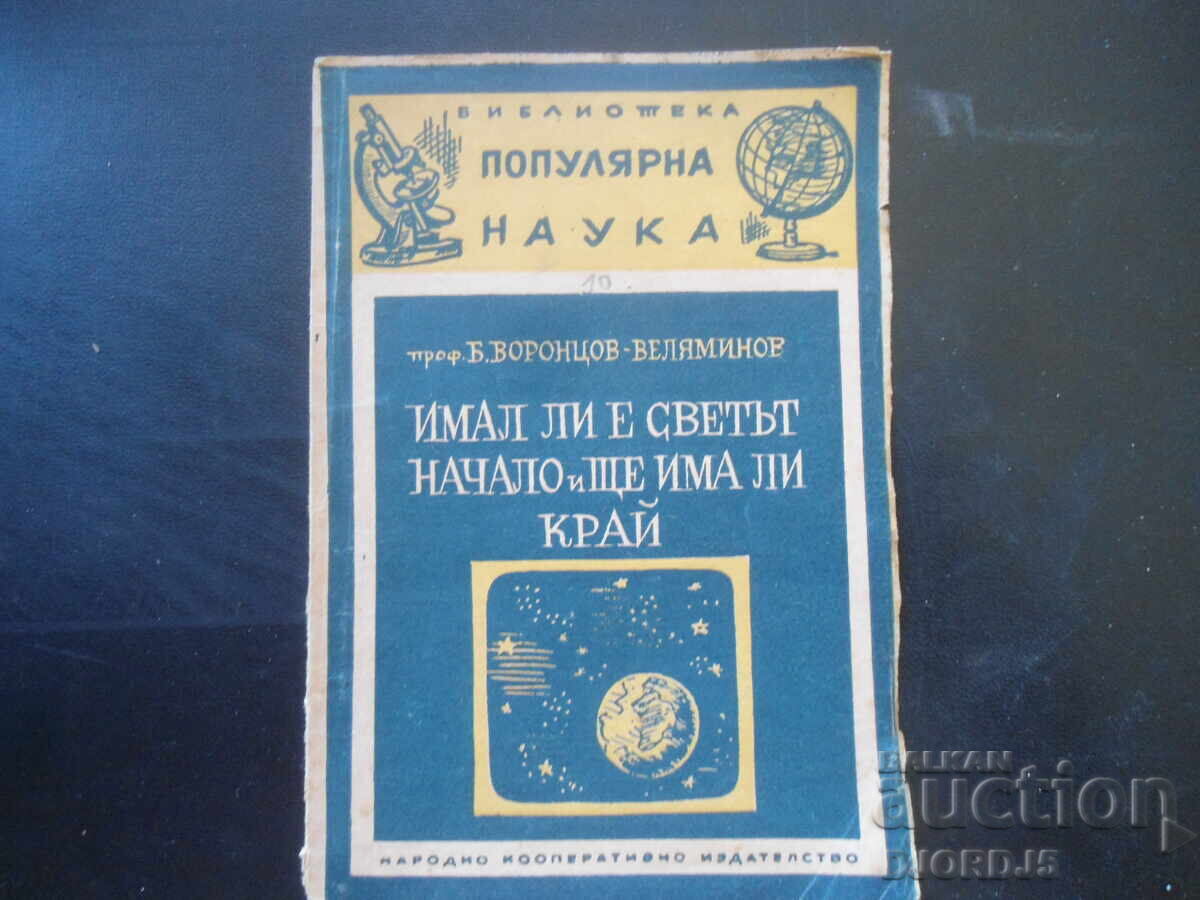 БИБЛИОТЕКА
ПОПУЛЯРНА
НАУКА
10.
проф. Б. ВОРОНЦОВ-ВЕЛЯМИНОВ
ИМАЛ ЛИ Е СВЕТЪТ
НАЧАЛО и ЩЕ ИМА ЛИ
КРАЙ
НАРОДНО КООПЕРАТИВНО ИЗДАТЕЛСТВО
BALKAN
auction
DJORDJ5